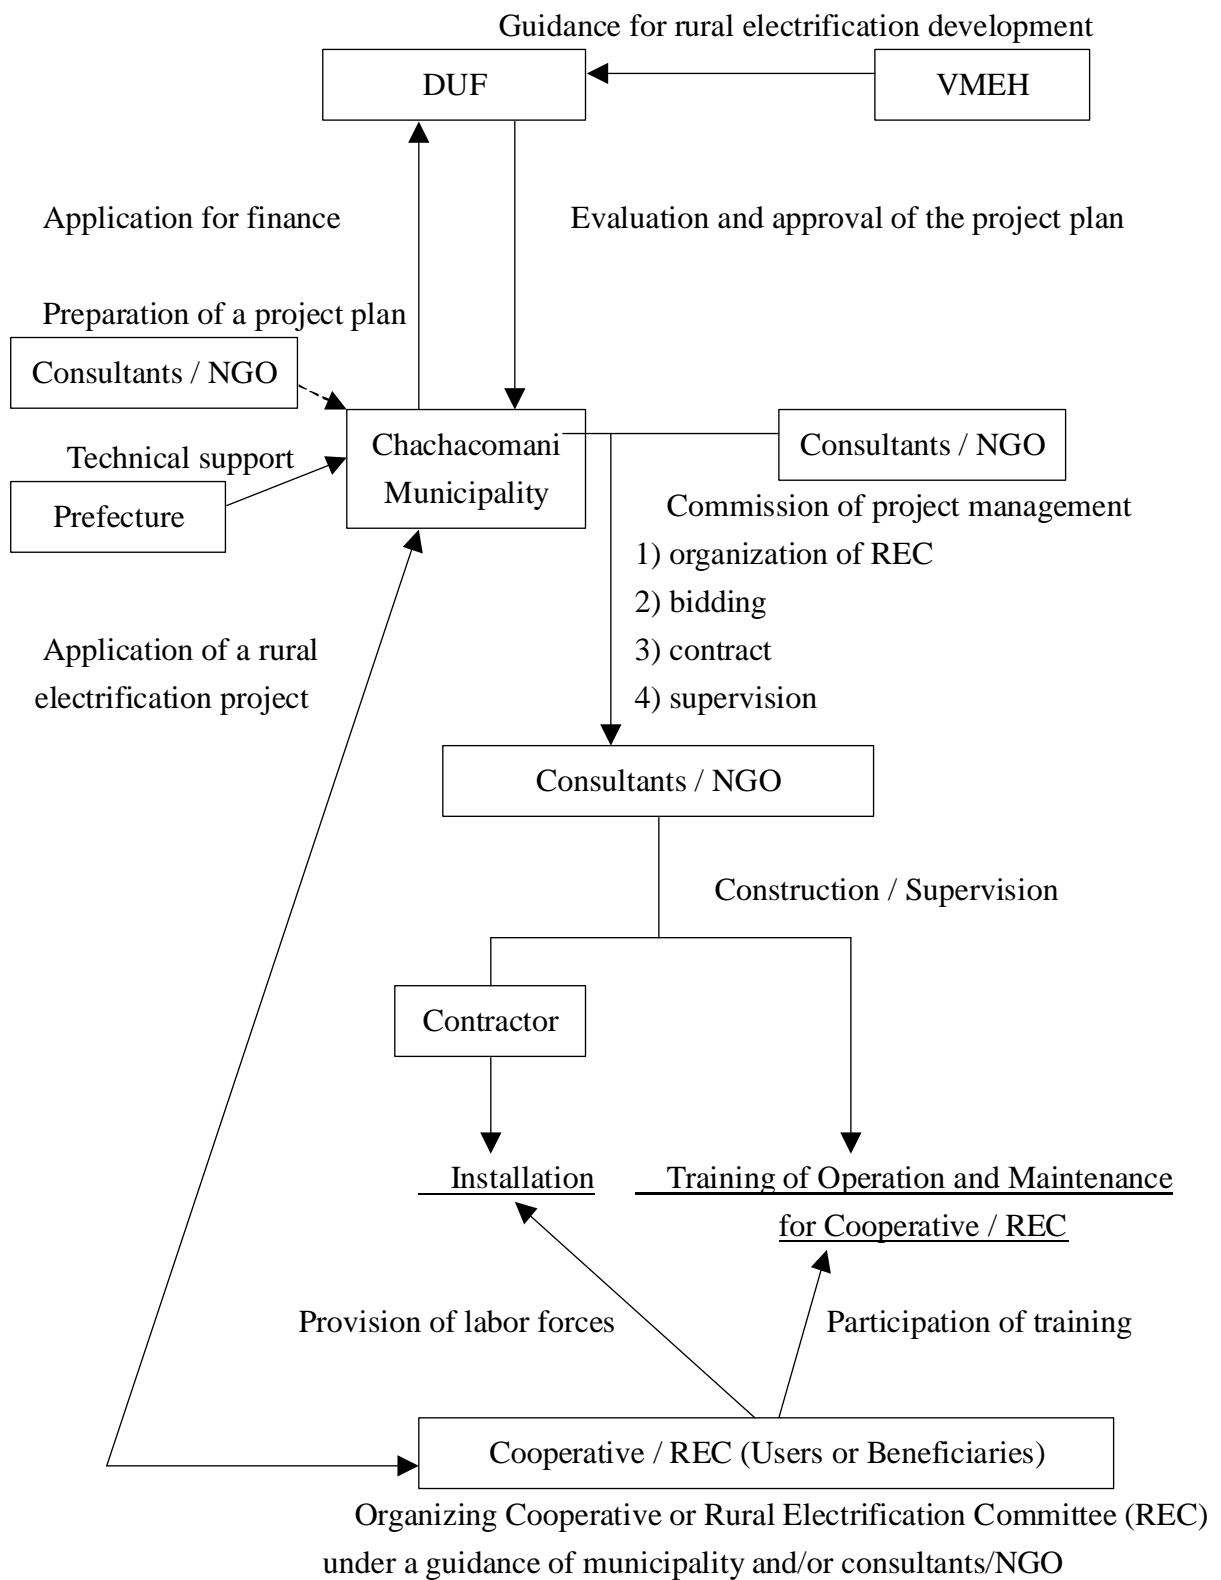 Guidance for rural electrification development
DUF
VMEH
Application for finance
Evaluation and approval of the project plan
Preparation of a project plan
Consultants / NGO
Chachacomani
Municipality
Consultants / NGO
Technical support
Prefecture
Commission of project management
1) organization of REC
2) bidding
3) contract
4) supervision
Application of a rural
electrification project
Consultants / NGO
Construction / Supervision
Contractor
Installation
Training of Operation and Maintenance
for Cooperative / REC
Provision of labor forces
Participation of training
Cooperative / REC (Users or Beneficiaries)
Organizing Cooperative or Rural Electrification Committee (REC)
under a guidance of municipality and/or consultants/NGO